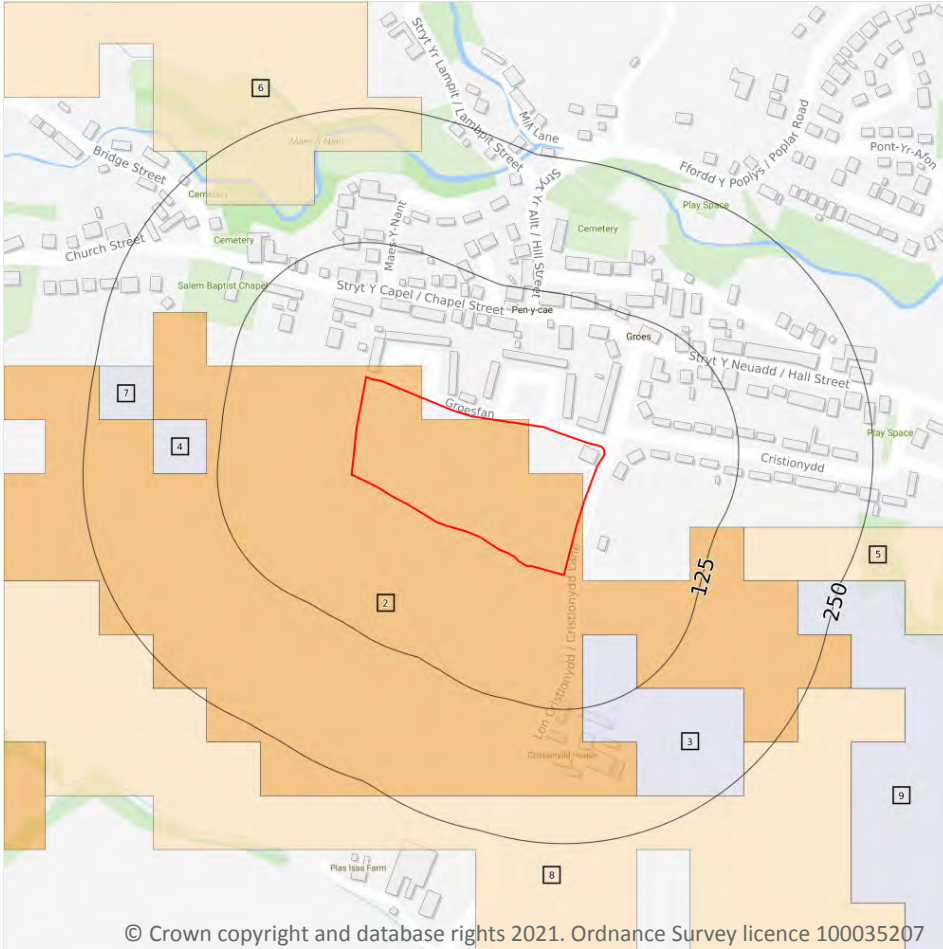 Stryt Yr Lampit / Lambpit Street
Mill Lane
6
Maes-Y-Nant
Bridge Street
Ffordd Y Poplys / Poplar Road
Pont-Yr-Afon
Cemetery
Play Space
Stryt Yr Allt / Hill Street
Cemetery
Church Street
Cemetery
Maes-Y-Nant
Salem Baptist Chapel
Stryt Y Capel / Chapel Street
Pen-y-cae
Groes
Stryt Y Neuadd / Hall Street
7
Groesfan
Play Space
4
Cristionydd
5
125
250
2
Lon Cristionydd / Cristionydd Lane
3
Cristionydd House
9
Plas Issa Farm
8
© Crown copyright and database rights 2021. Ordnance Survey licence 100035207